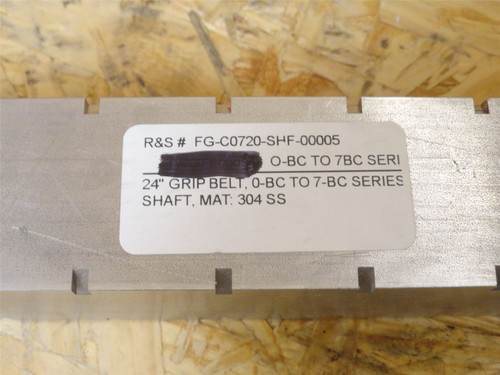 R&S # FG-C0720-SHF-00005
O-BC TO 7BC SERI
24" GRIP BELT, 0-BC TO 7-BC SERIES
SHAFT, MAT: 304 SS